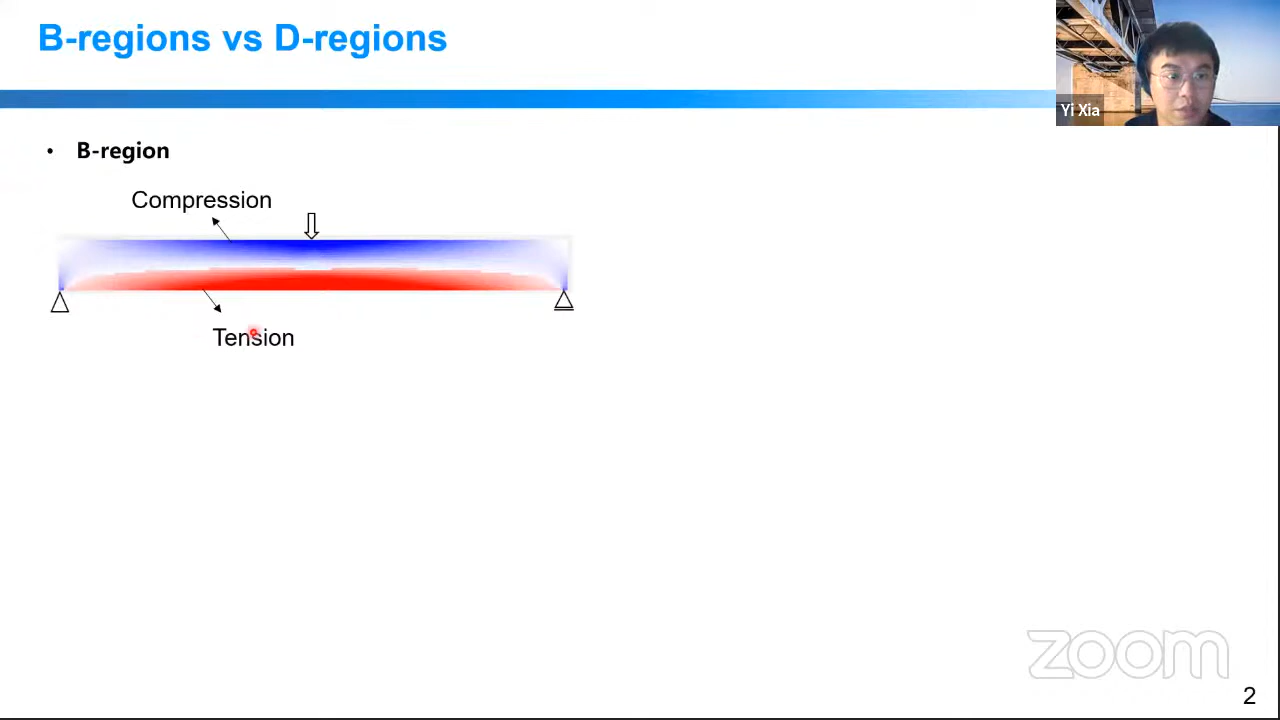 B-regions vs D-regions
Yi Xia
• B-region
Compression
Tension
zoom
2